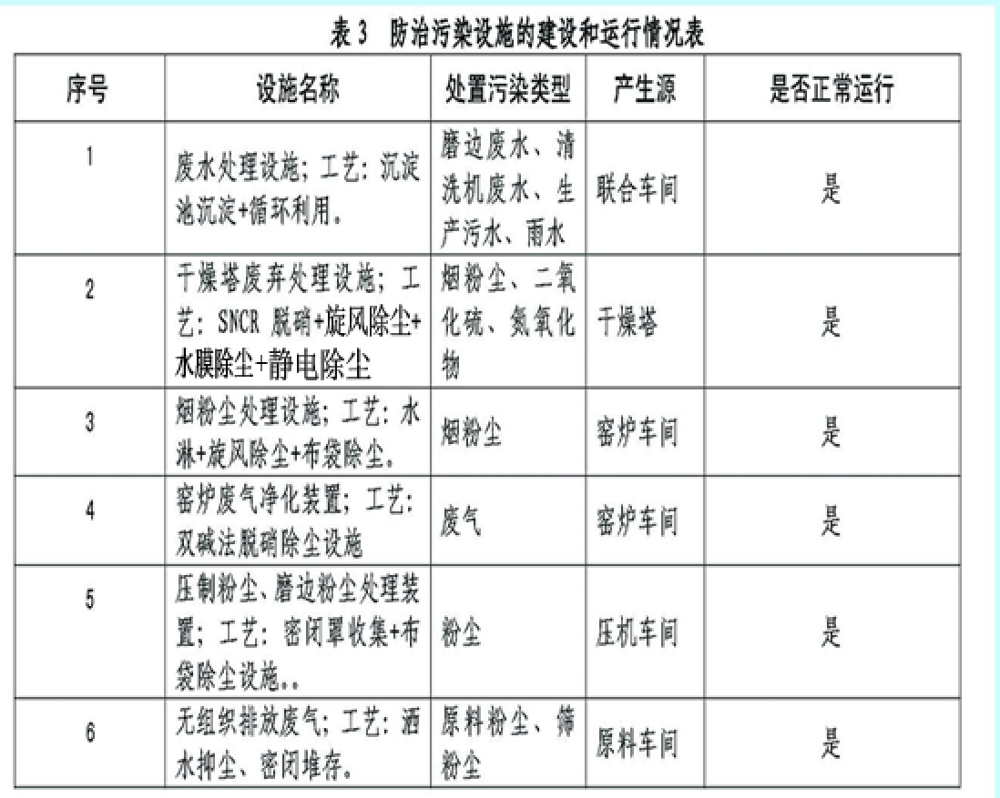 表 3 防治污染设施的建设和运行情况表
序号 设施名称 处置污染类型 产生源 是否正常运行
1
废水处理设施；工艺：沉淀
池沉淀+循环利用。
磨边废水、清
洗机废水、生
产污水、雨水
联合车间
是
2
干燥塔废弃处理设施；工
艺：SNCR 脱硝+旋风除尘+
水膜除尘+静电除尘
烟粉尘、二氧
化硫、氮氧化
物
干燥塔
是
3
烟粉尘处理设施；工艺：水
淋+旋风除尘+布袋除尘。
烟粉尘
窑炉车间
是
4
窑炉废气净化装置；工艺：
双碱法脱硝除尘设施
废气
窑炉车间
是
5
压制粉尘、磨边粉尘处理装
置；工艺：密闭罩收集+布
袋除尘设施。。
粉尘
压机车间
是
6
无组织排放废气；工艺：洒
水抑尘、密闭堆存。
原料粉尘、筛
粉尘
原料车间
是